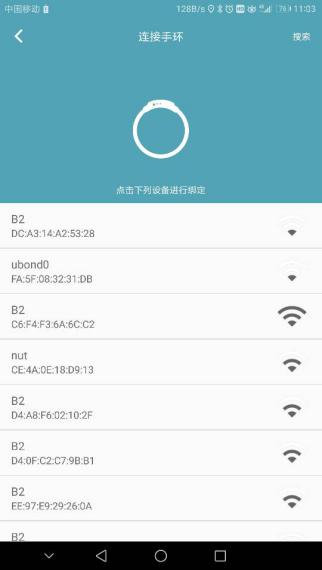 中国移动
128B/s 76 11:03
连接手环
搜索
点击下列设备进行绑定
B2
DC:A3:14:A2:53:28
ubond0
FA:5F:08:32:31:DB
B2
C6:F4:F3:6A:6C:C2
nut
CE:4A:0E:18:D9:13
B2
D4:A8:F6:02:10:2F
B2
D4:0F:C2:C7:9B:B1
B2
EE:97:E9:29:26:0A
B2